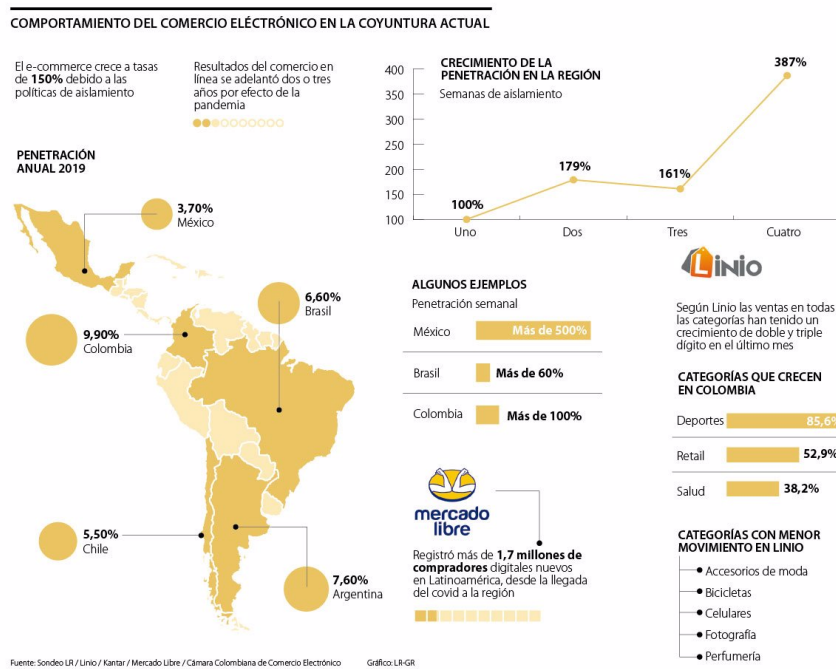 COMPORTAMIENTO DEL COMERCIO ELÉCTRÓNICO EN LA COYUNTURA ACTUAL
El e-commerce crece a tasas
de 150% debido a las
políticas de aislamiento
Resultados del comercio en
línea se adelantó dos o tres
años por efecto de la
pandemia
PENETRACIÓN
ANUAL 2019
3,70%
México
6,60%
Brasil
9,90%
Colombia
5,50%
Chile
7,60%
Argentina
CRECIMIENTO DE LA
PENETRACIÓN EN LA REGIÓN
Semanas de aislamiento
400
350
300
250
200
150
100
100%
179%
161%
387%
Uno
Dos
Tres
Cuatro
ALGUNOS EJEMPLOS
Penetración semanal
México
Más de 500%
Brasil
Más de 60%
Colombia
Más de 100%
mercado
libre
Registró más de 1,7 millones de
compradores digitales nuevos
en Latinoamérica, desde la llegada
del covid a la región
LINIO
Según Linio las ventas en todas
las categorías han tenido un
crecimiento de doble y triple
dígito en el último mes
CATEGORÍAS QUE CRECEN
EN COLOMBIA
Deportes
85,6%
Retail
52,9%
Salud
38,2%
CATEGORÍAS CON MENOR
MOVIMIENTO EN LINIO
Accesorios de moda
Bicicletas
Celulares
Fotografía
Perfumería
Fuente: Sondeo LR / Linio / Kantar / Mercado Libre / Cámara Colombiana de Comercio Electrónico
Gráfico: LR-GR